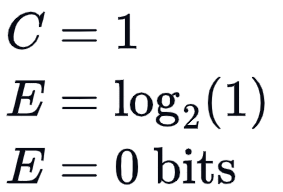 C = 1
E = log₂(1)
E = 0 bits